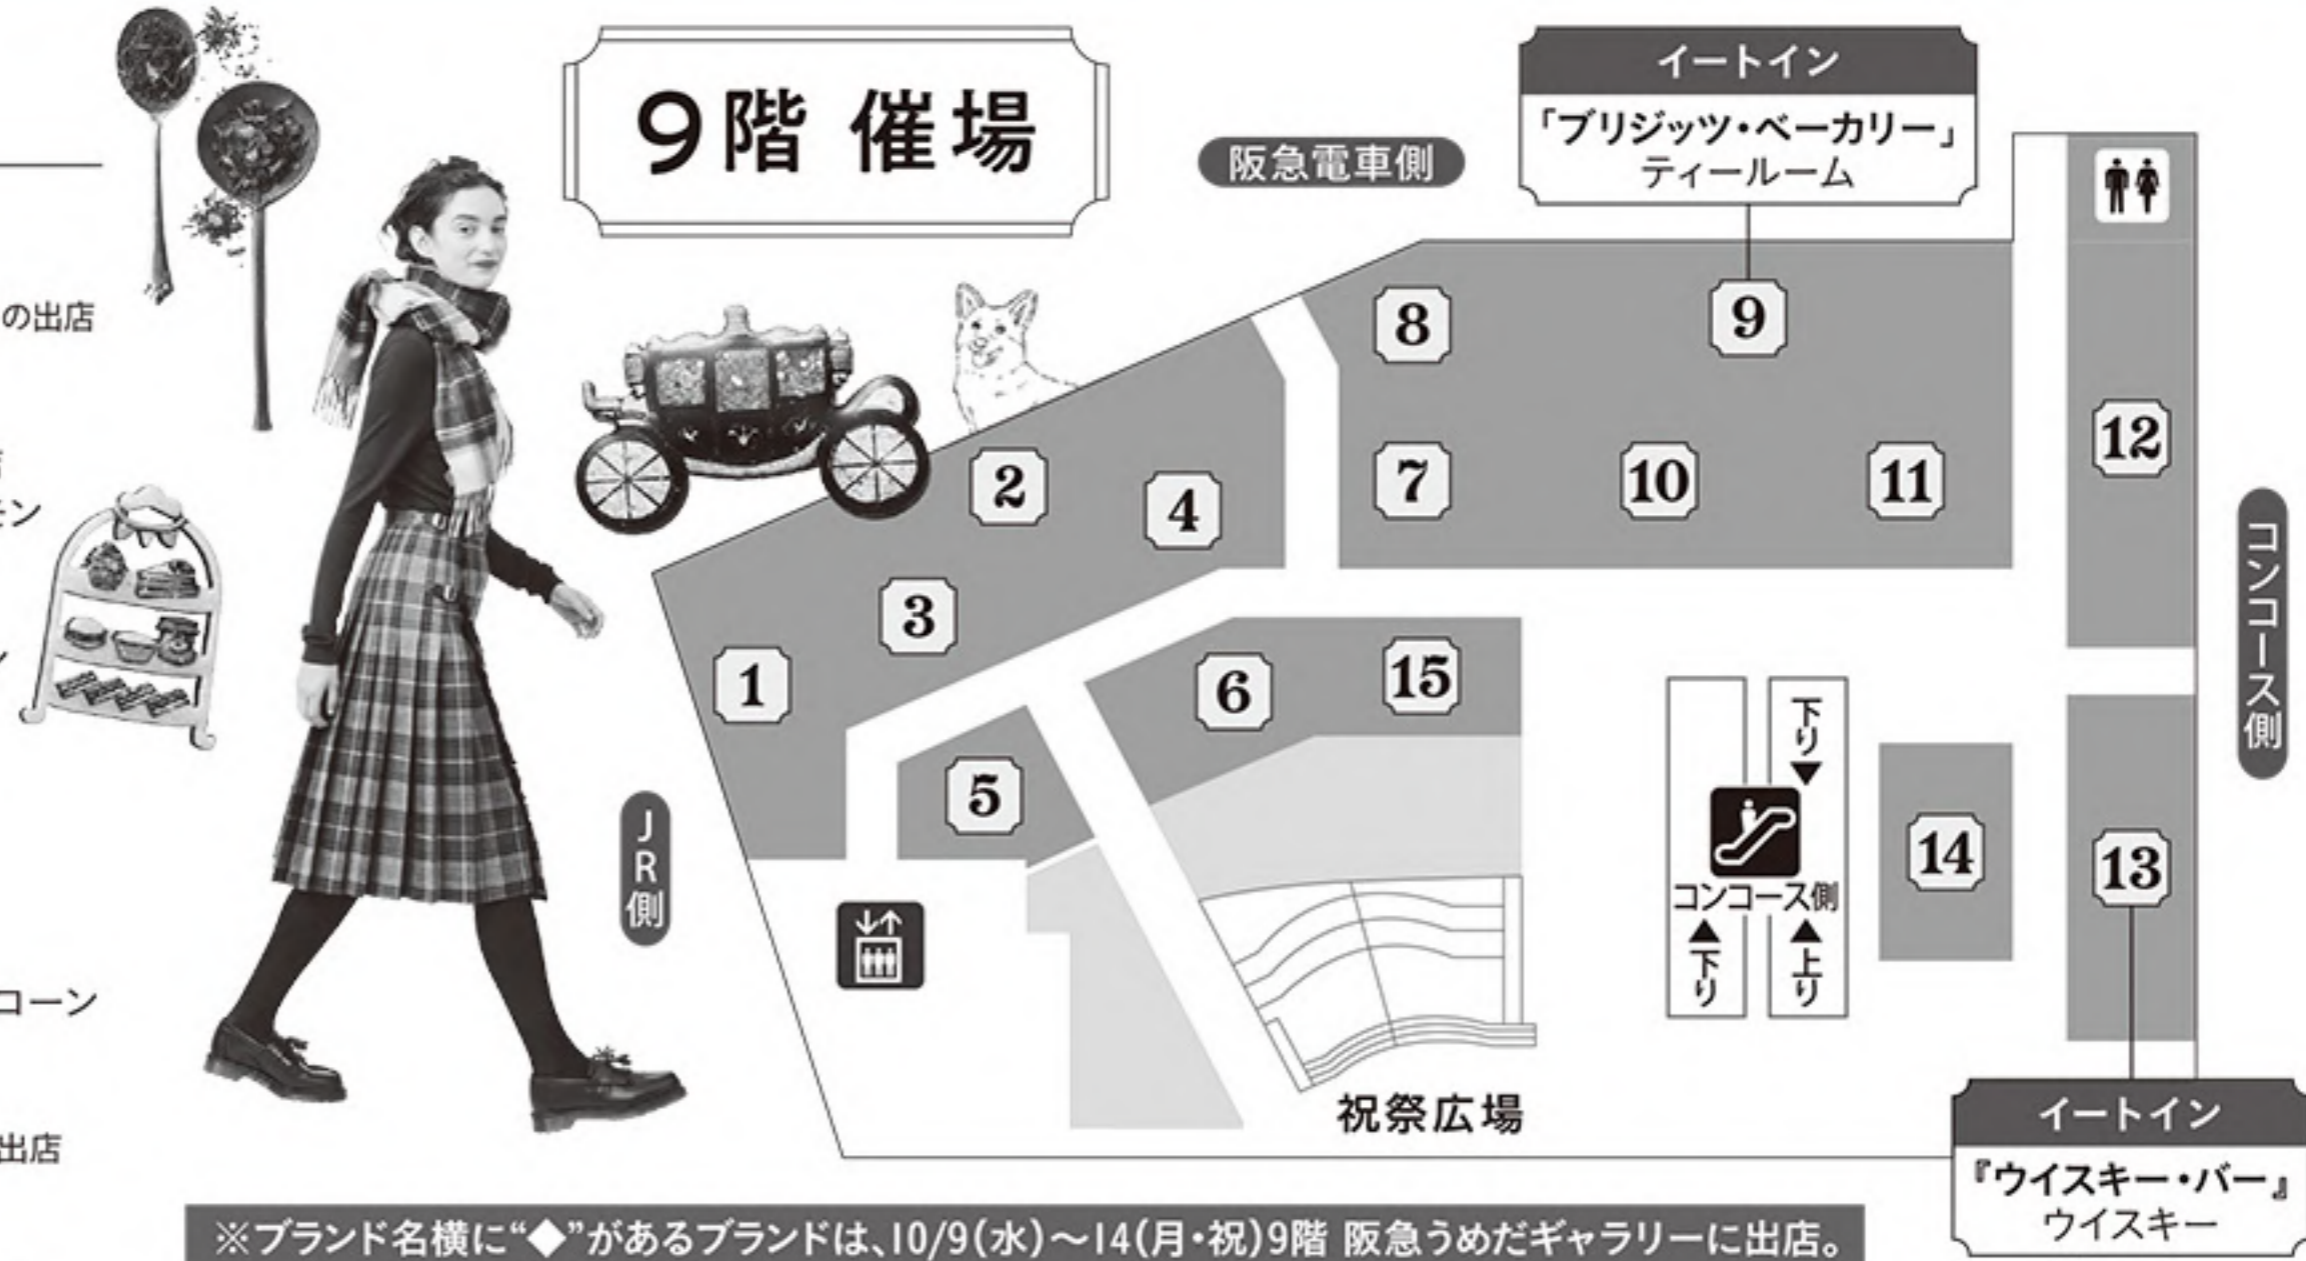 9階 催場
阪急電車側
イートイン
「ブリジッツ・ベーカリー」
ティールーム
の出店
8
9
2
4
7
10
11
12
モン
3
1
6
15
コンコース側
下り▼
5
JR側
14
13
コンコース側
▲下り
▲上り
コーン
祝祭広場
出店
イートイン
『ウイスキー・バー』
ウイスキー
※ブランド名横に“◆”があるブランドは、10/9(水)〜14(月・祝)9階 阪急うめだギャラリーに出店。